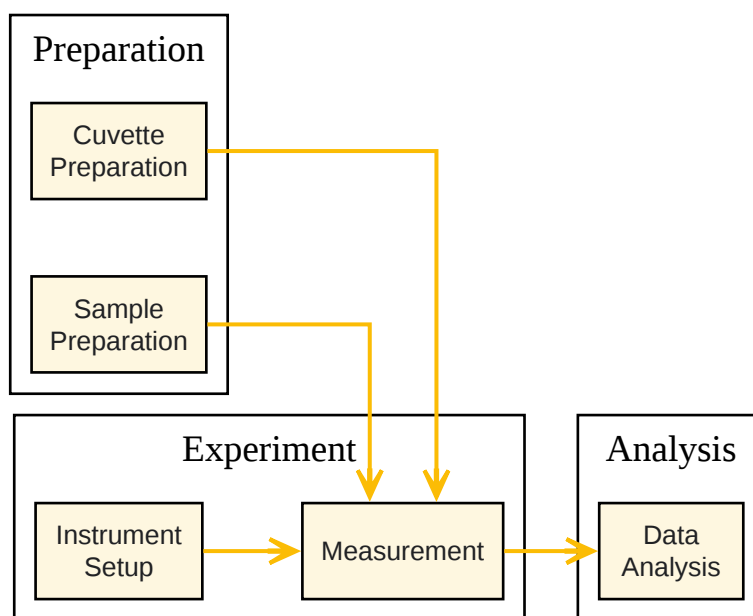 Preparation
Cuvette
Preparation
Sample
Preparation
Experiment
Instrument
Setup
Measurement
Analysis
Data
Analysis